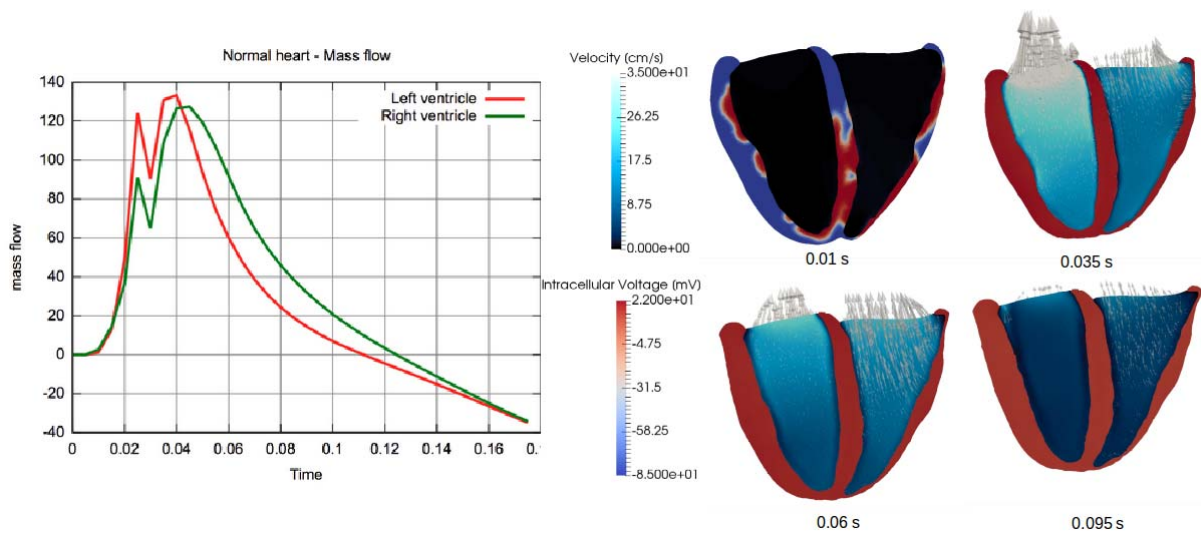 Normal heart - Mass flow
Left ventricle
Right ventricle
mass flow
140
120
100
80
60
40
20
0
-20
-40
0 0.02 0.04 0.06 0.08 0.1 0.12 0.14 0.16
Time
Velocity (cm/s)
3.500e+01
26.25
17.5
8.75
0.000e+00
Intracellular Voltage (mV)
2.200e+01
-4.75
-31.5
-58.25
-8.500e+01
0.01 s
0.035 s
0.06 s
0.095 s